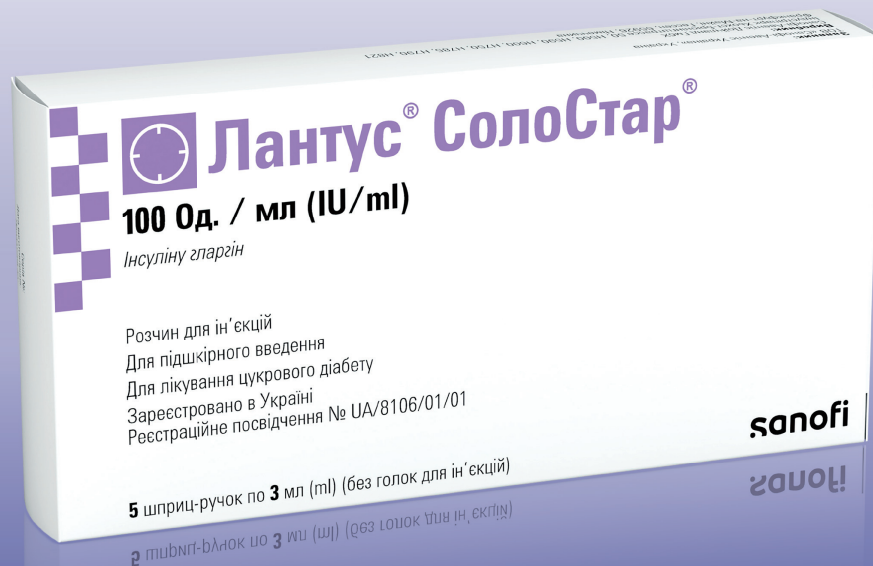 Лантус® СолоСтар®
100 Од. / мл (IU/ml)
Інсуліну гларгін
Розчин для ін'єкцій
Для підшкірного введення
Для лікування цукрового діабету
Зареєстровано в Україні
Реєстраційне посвідчення № UA/8106/01/01
5 шприц-ручок по 3 мл (ml) (без голок для ін'єкцій)
sanofi